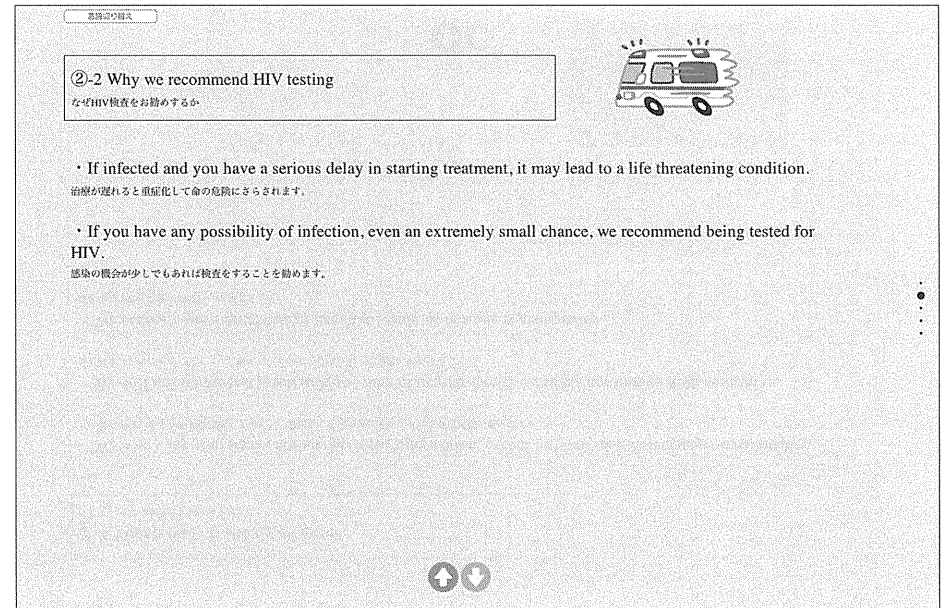 言語切り替え
②-2 Why we recommend HIV testing
なぜHIV検査をお勧めするか
・If infected and you have a serious delay in starting treatment, it may lead to a life threatening condition.
治療が遅れると重症化して命の危険にさらされます。
・If you have any possibility of infection, even an extremely small chance, we recommend being tested for
HIV.
感染の機会が少しでもあれば検査をすることを勧めます。